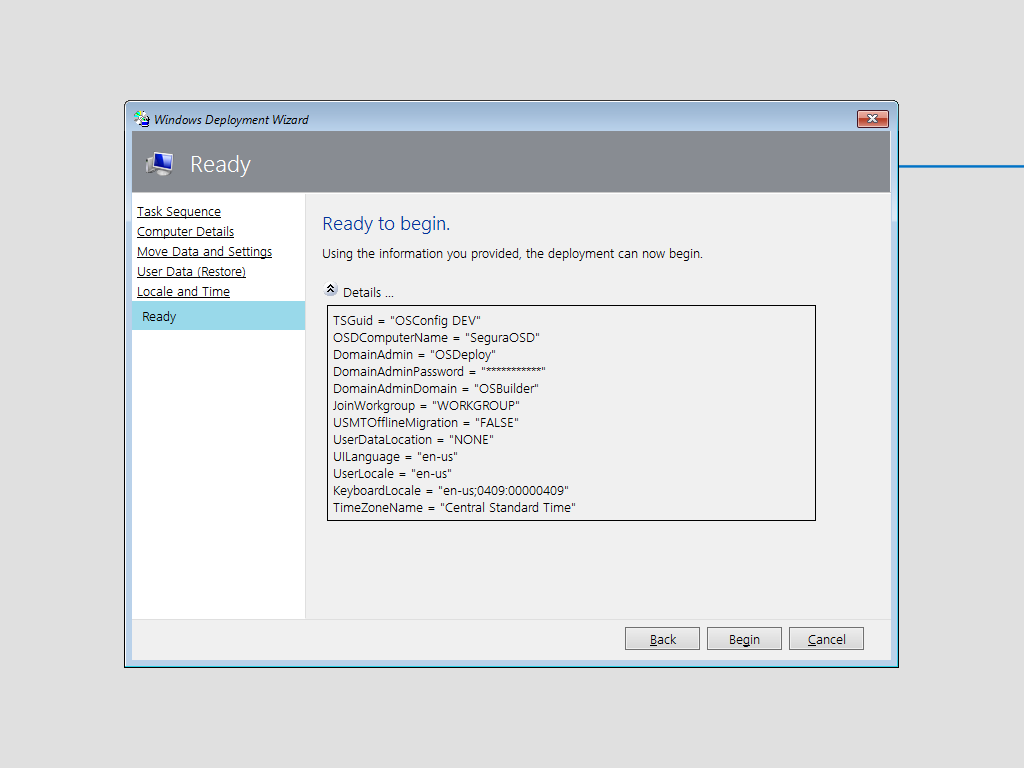 Windows Deployment Wizard
Ready
Task Sequence
Computer Details
Move Data and Settings
User Data (Restore)
Locale and Time
Ready
Ready to begin.
Using the information you provided, the deployment can now begin.
Details ...
TSGuid = "OSConfig DEV"
OSDComputerName = "SeguraOSD"
DomainAdmin = "OSDeploy"
DomainAdminPassword = "***********"
DomainAdminDomain = "OSBuilder"
JoinWorkgroup = "WORKGROUP"
USMTOfflineMigration = "FALSE"
UserDataLocation = "NONE"
UILanguage = "en-us"
UserLocale = "en-us"
KeyboardLocale = "en-us;0409:00000409"
TimeZoneName = "Central Standard Time"
Back
Begin
Cancel